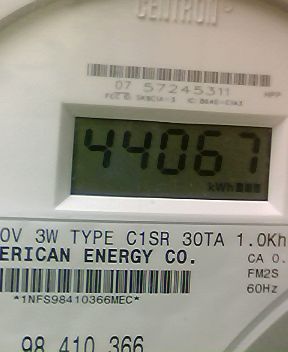 CENTRON
07 57245311
44067
kWh
0V 3W TYPE C1SR 30TA 1.0Kh
ERICAN ENERGY CO.
CA 0.
FM2S
60Hz
*1NFS98410366MEC*
98 410 366